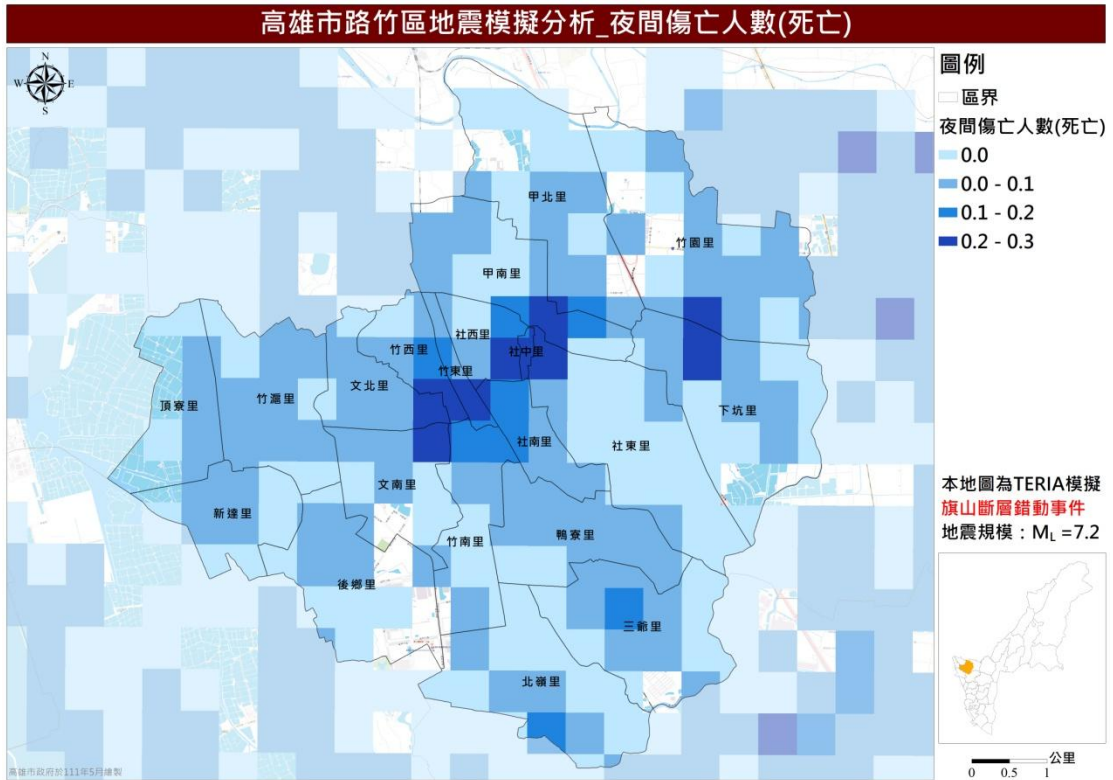 高雄市路竹區地震模擬分析_夜間傷亡人數(死亡)
N
W
E
S
圖例
區界
夜間傷亡人數(死亡)
0.0
0.0 - 0.1
0.1 - 0.2
0.2 - 0.3
甲北里
竹園里
甲南里
社西里
竹西里
社中里
竹東里
文北里
竹滬里
頂寮里
下坑里
社南里
社東里
文南里
新達里
鴨寮里
竹南里
後鄉里
三爺里
北嶺里
本地圖為TERIA模擬
旗山斷層錯動事件
地震規模：ML =7.2
公里
0 0.5 1
高雄市政府於111年5月繪製